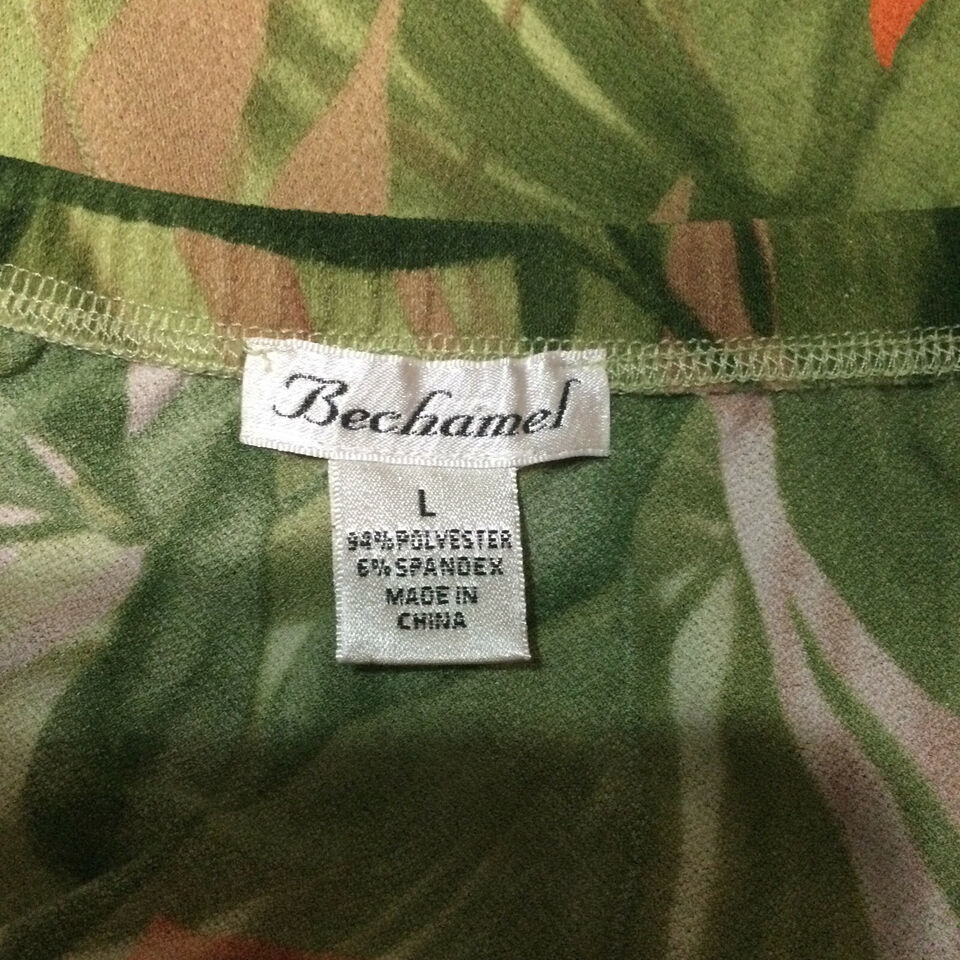 Bechamel
L
94% POLYESTER
6% SPANDEX
MADE IN
CHINA